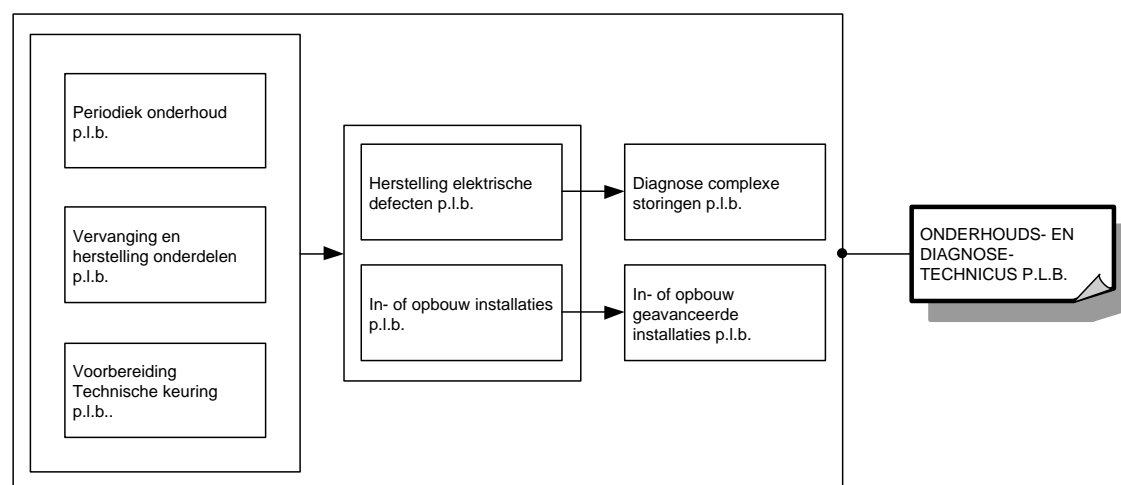 Periodiek onderhoud
p.l.b.
Vervanging en
herstelling onderdelen
p.l.b.
Voorbereiding
Technische keuring
p.l.b..
Herstelling elektrische
defecten p.l.b.
In- of opbouw installaties
p.l.b.
Diagnose complexe
storingen p.l.b.
In- of opbouw
geavanceerde
installaties p.l.b.
ONDERHOUDS- EN
DIAGNOSE-
TECHNICUS P.L.B.